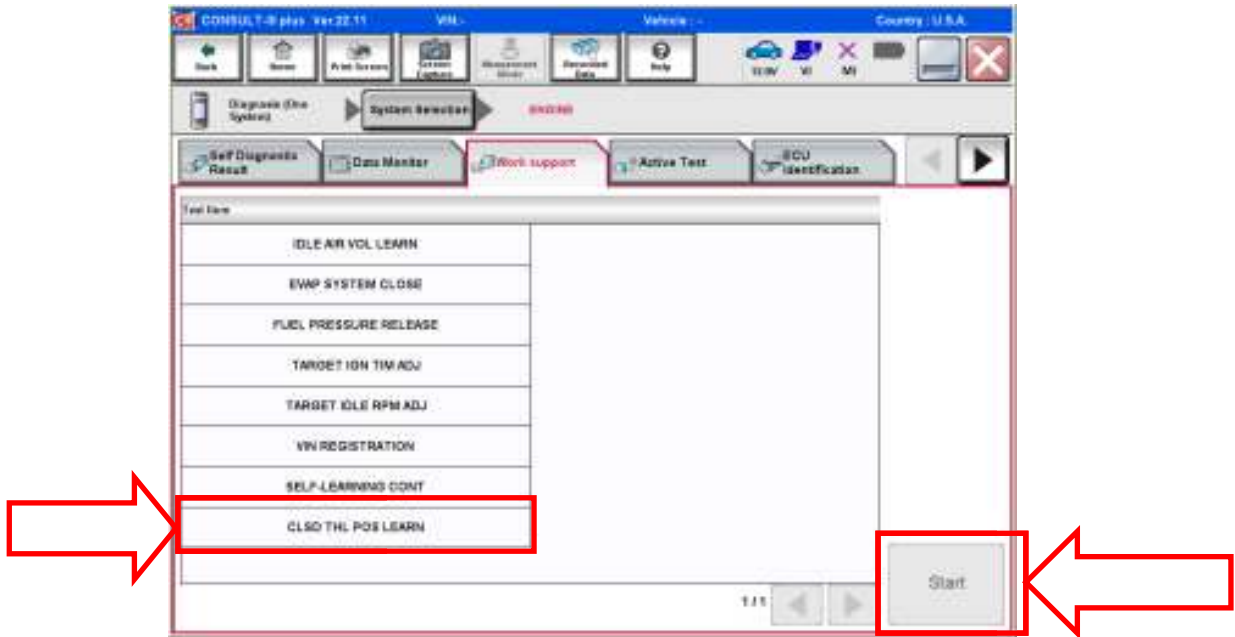 CONSULT-III plus Ver.22.11 VIN:- Vehicle : - Country : U.S.A.
Back Home Print Screen Screen Capture Measurement Mode Recorded Data Help 12.0V VI MI
Diagnosis (One System) System Selection ENGINE
Self Diagnostic Result Data Monitor Work support Active Test ECU Identification
Test Item
IDLE AIR VOL LEARN
EVAP SYSTEM CLOSE
FUEL PRESSURE RELEASE
TARGET IGN TIM ADJ
TARGET IDLE RPM ADJ
VIN REGISTRATION
SELF-LEARNING CONT
CLSD THL POS LEARN
1/1
Start